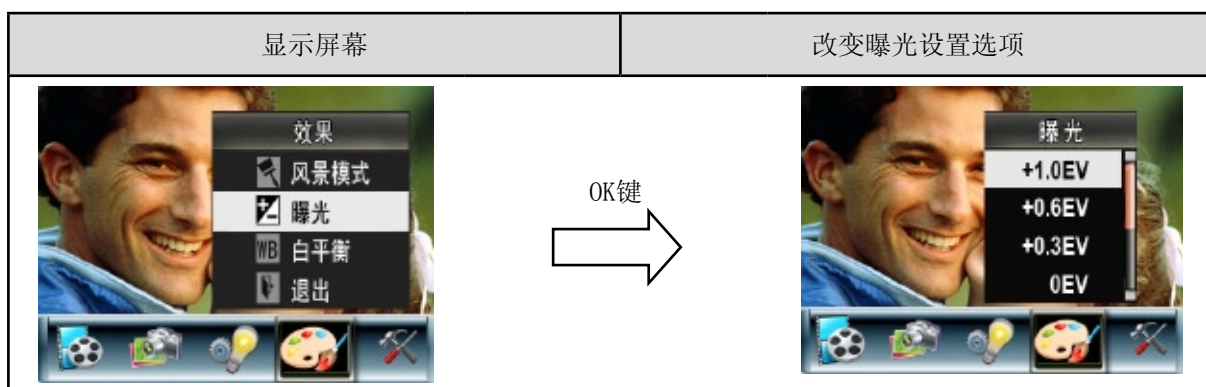 显示屏幕
改变曝光设置选项
效果
风景模式
曝光
WB 白平衡
退出
OK键
曝光
+1.0EV
+0.6EV
+0.3EV
0EV